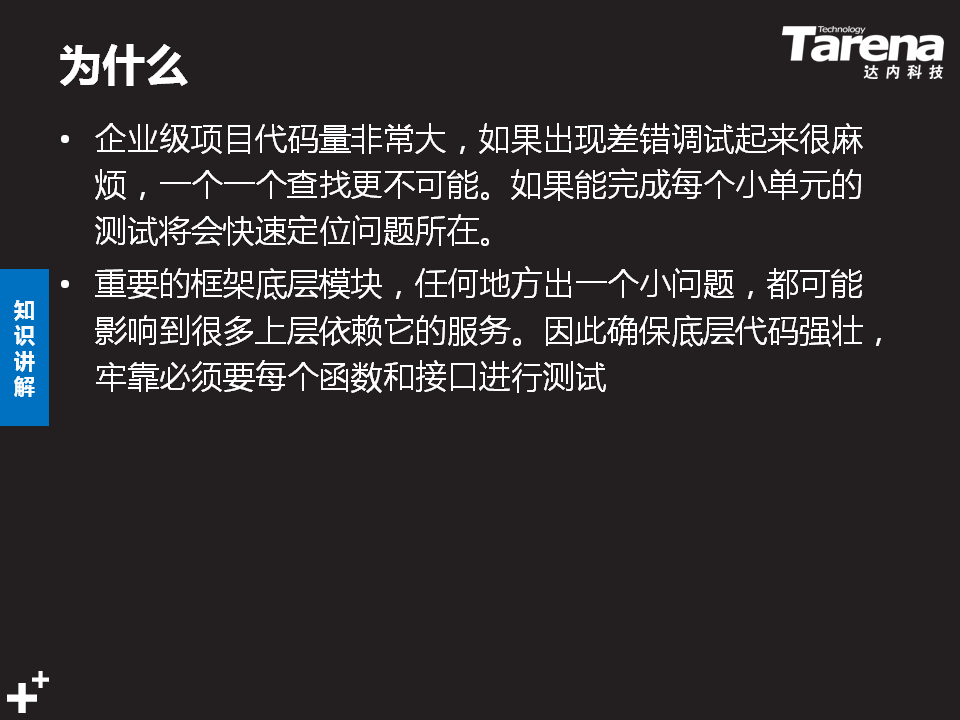 为什么
Technology
Tarena
达内科技
• 企业级项目代码量非常大，如果出现差错调试起来很麻
烦，一个一个查找更不可能。如果能完成每个小单元的
测试将会快速定位问题所在。
• 重要的框架底层模块，任何地方出一个小问题，都可能
影响到很多上层依赖它的服务。因此确保底层代码强壮，
牢靠必须要每个函数和接口进行测试
知识讲解